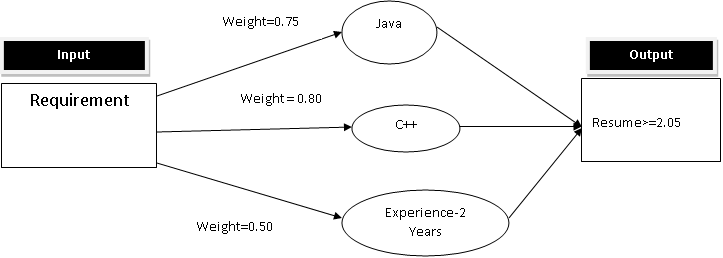 Weight=0.75
Java
Input
Output
Requirement
Weight = 0.80
C++
Resume>=2.05
Experience-2
Years
Weight=0.50